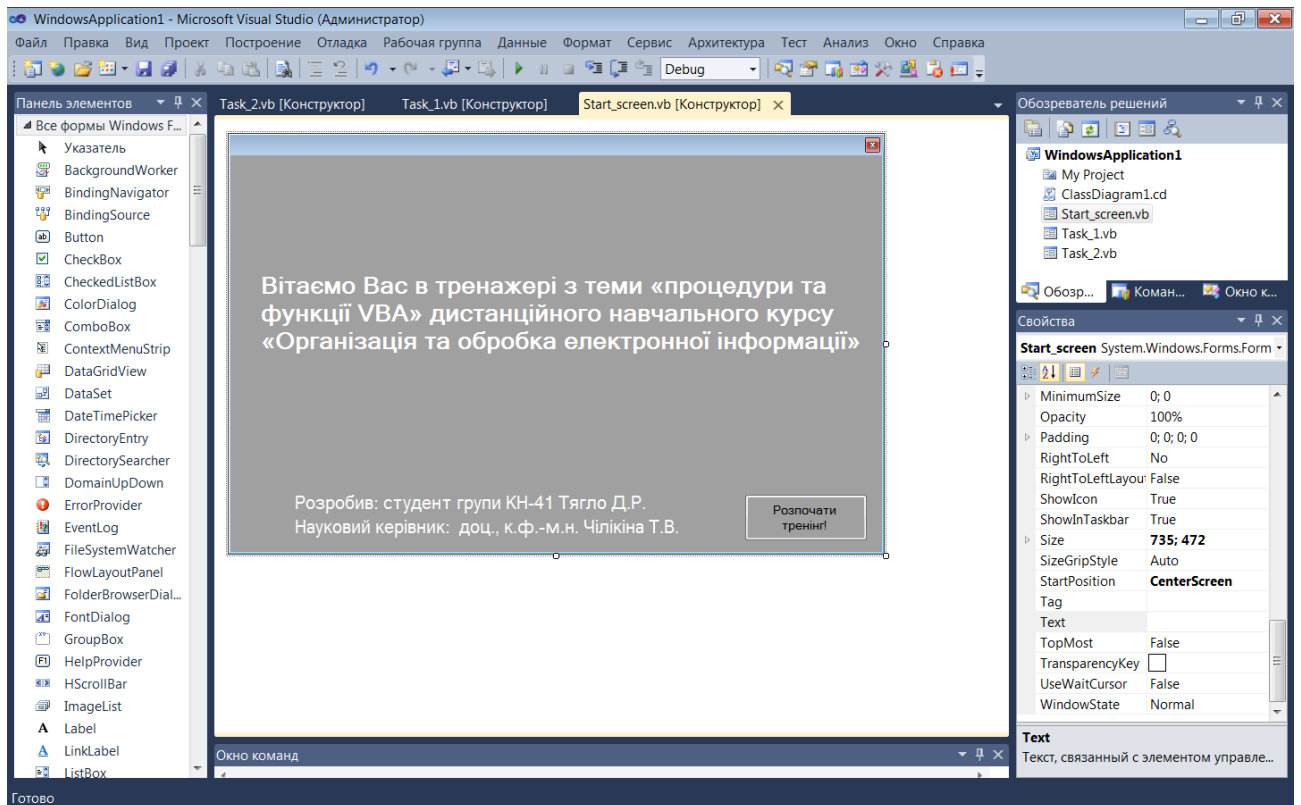 WindowsApplication1 - Microsoft Visual Studio (Администратор)
Файл Правка Вид Проект Построение Отладка Рабочая группа Данные Формат Сервис Архитектура Тест Анализ Окно Справка
Debug
Панель элементов
Все формы Windows F...
Указатель
BackgroundWorker
BindingNavigator
BindingSource
Button
CheckBox
CheckedListBox
ColorDialog
ComboBox
ContextMenuStrip
DataGridView
DataSet
DateTimePicker
DirectoryEntry
DirectorySearcher
DomainUpDown
ErrorProvider
EventLog
FileSystemWatcher
FlowLayoutPanel
FolderBrowserDial...
FontDialog
GroupBox
HelpProvider
HScrollBar
ImageList
Label
LinkLabel
ListBox
Task_2.vb [Конструктор] Task_1.vb [Конструктор] Start_screen.vb [Конструктор]
Вітаємо Вас в тренажері з теми «процедури та
функції VBA» дистанційного навчального курсу
«Організація та обробка електронної інформації»
Розробив: студент групи КН-41 Тягло Д.Р.
Науковий керівник: доц., к.ф.-м.н. Чілікіна Т.В.
Розпочати
тренінг!
Окно команд
Обозреватель решений
WindowsApplication1
My Project
ClassDiagram1.cd
Start_screen.vb
Task_1.vb
Task_2.vb
Обозр... Коман... Окно к...
Свойства
Start_screen System.Windows.Forms.Form
MinimumSize 0; 0
Opacity 100%
Padding 0; 0; 0; 0
RightToLeft No
RightToLeftLayout False
ShowIcon True
ShowInTaskbar True
Size 735; 472
SizeGripStyle Auto
StartPosition CenterScreen
Tag
Text
TopMost False
TransparencyKey
UseWaitCursor False
WindowState Normal
Text
Текст, связанный с элементом управле...
Готово